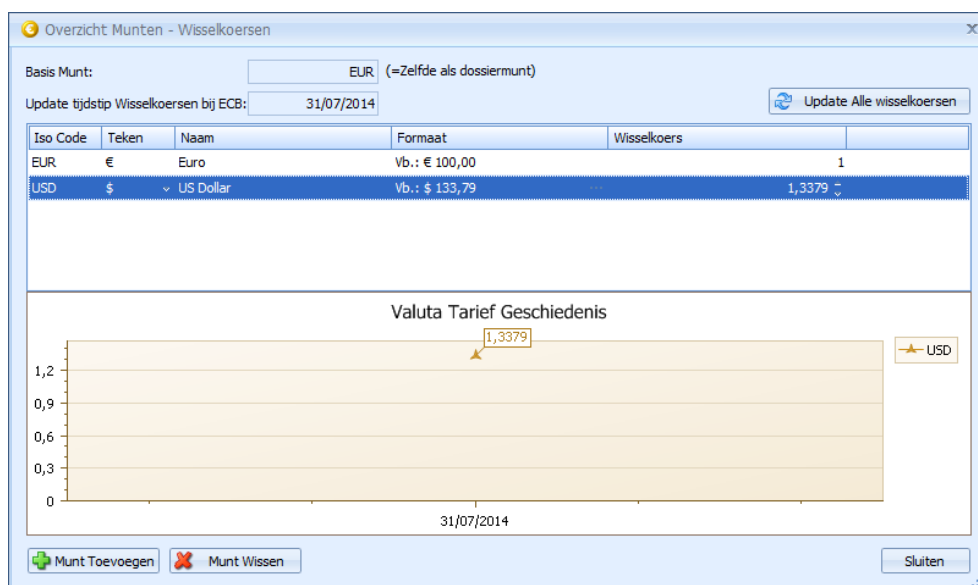 Overzicht Munten - Wisselkoersen
Basis Munt: EUR (=Zelfde als dossiermunt)
Update tijdstip Wisselkoersen bij ECB: 31/07/2014 Update Alle wisselkoersen
Iso Code Teken Naam Formaat Wisselkoers
EUR € Euro Vb.: € 100,00 1
USD $ US Dollar Vb.: $ 133,79 ... 1,3379
Valuta Tarief Geschiedenis
1,3379
USD
1,2
0,9
0,6
0,3
0
31/07/2014
Munt Toevoegen Munt Wissen Sluiten